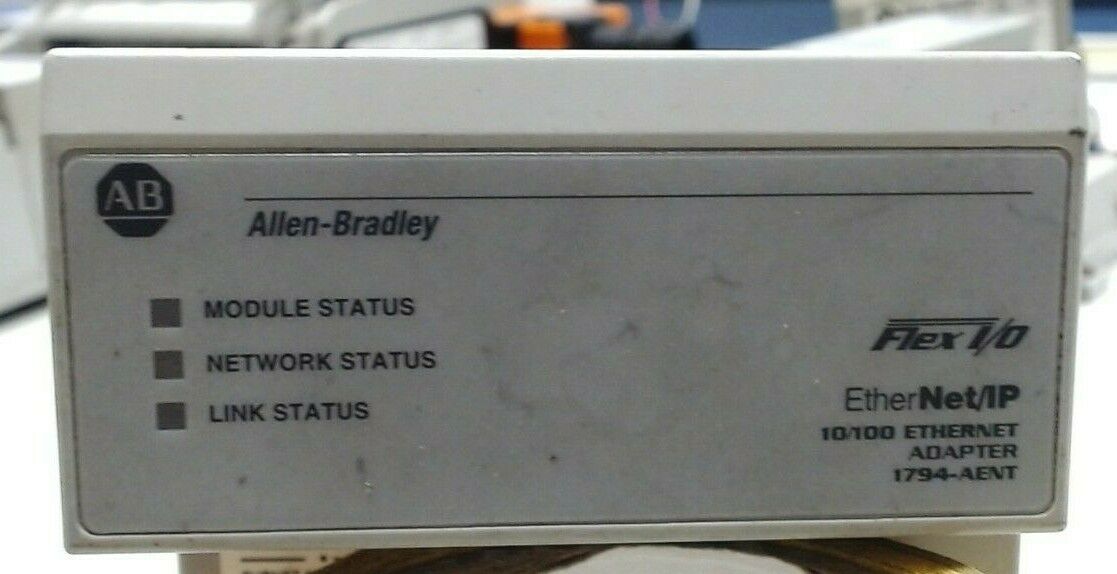 AB
Allen-Bradley
MODULE STATUS
NETWORK STATUS
LINK STATUS
Flex I/O
EtherNet/IP
10/100 ETHERNET
ADAPTER
1794-AENT